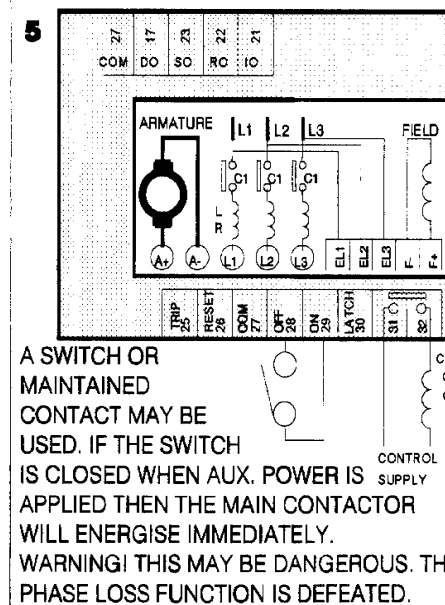 5
27 17 23 22 21
COM DO SO RO IO
ARMATURE L1 L2 L3 FIELD
C1 C1 C1
L
R
A+ A- L1 L2 L3 EL1 EL2 EL3 F- F+
TRIP 25 RESET 26 COM 27 OFF 28 ON 29 LATCH 30 31 32
C
A SWITCH OR
MAINTAINED
CONTACT MAY BE
USED. IF THE SWITCH
IS CLOSED WHEN AUX. POWER IS
CONTROL
SUPPLY
APPLIED THEN THE MAIN CONTACTOR
WILL ENERGISE IMMEDIATELY.
WARNING! THIS MAY BE DANGEROUS. TH
PHASE LOSS FUNCTION IS DEFEATED.